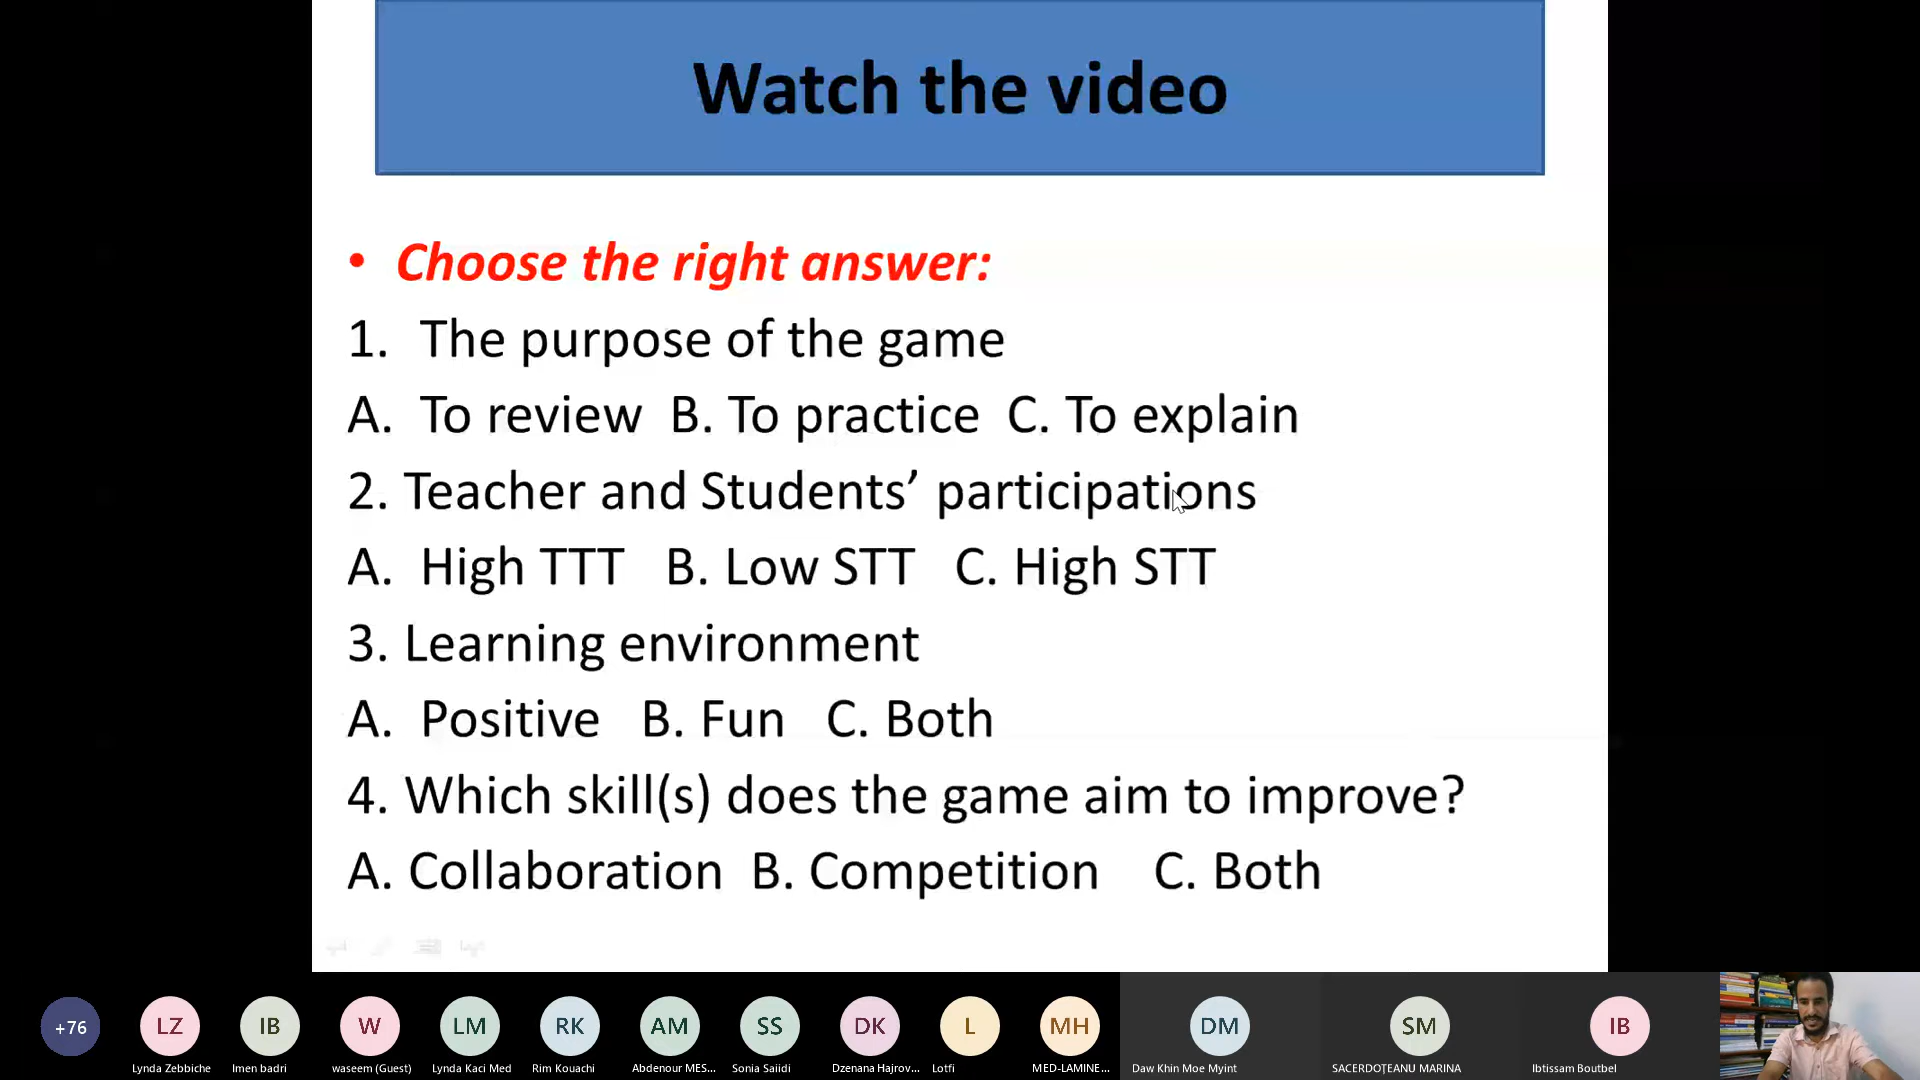 Watch the video
• Choose the right answer:
1. The purpose of the game
A. To review B. To practice C. To explain
2. Teacher and Students’ participations
A. High TTT B. Low STT C. High STT
3. Learning environment
A. Positive B. Fun C. Both
4. Which skill(s) does the game aim to improve?
A. Collaboration B. Competition C. Both
+76 LZ IB W LM RK AM SS DK L MH DM SM IB
Lynda Zebbiche Imen badri waseem (Guest) Lynda Kaci Med Rim Kouachi Abdenour MES... Sonia Saiidi Dzenana Hajrov... Lotfi MED-LAMINE... Daw Khin Moe Myint SACERDOȚEANU MARINA Ibtissam Boutbel